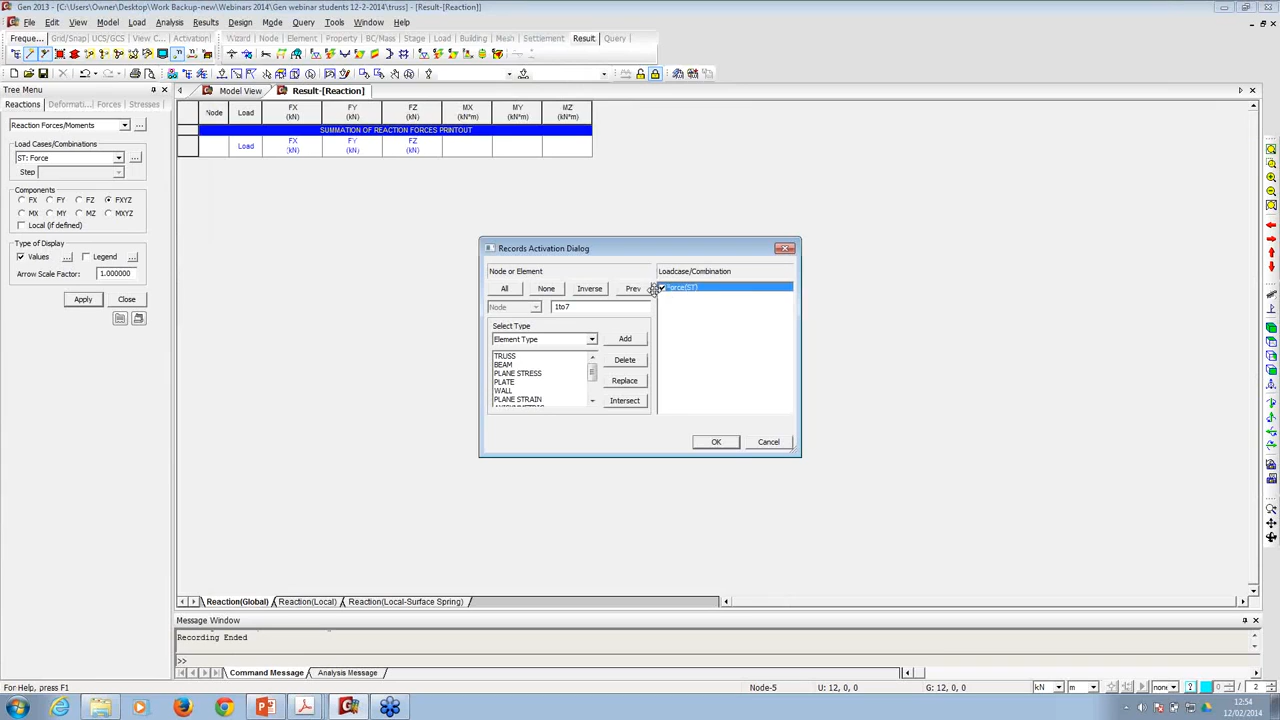 Gen 2013 - [C:\Users\Owner\Desktop\Work Backup-new\Webinars 2014\Gen webinar students 12-2-2014\truss] - [Result-[Reaction]]
File Edit View Model Load Analysis Results Design Mode Query Tools Window Help
Freque... Grid/Snap UCS/GCS View C... Activation Wizard Node Element Property BC/Mass Stage Load Building Mesh Settlement Result Query
Tree Menu
Reactions Deformati... Forces Stresses
Reaction Forces/Moments
Load Cases/Combinations
ST: Force
Step
Components
FX FY FZ FXYZ
MX MY MZ MXYZ
Local (if defined)
Type of Display
Values Legend
Arrow Scale Factor: 1.000000
Apply Close
Model View Result-[Reaction]
Node Load FX (kN) FY (kN) FZ (kN) MX (kN*m) MY (kN*m) MZ (kN*m)
SUMMATION OF REACTION FORCES PRINTOUT
Load FX (kN) FY (kN) FZ (kN)
Records Activation Dialog
Node or Element
Loadcase/Combination
All None Inverse Prev
Force(ST)
Node 1to7
Select Type
Element Type
Add
TRUSS
BEAM
PLANE STRESS
PLATE
WALL
PLANE STRAIN
Delete
Replace
Intersect
OK Cancel
Reaction(Global) Reaction(Local) Reaction(Local-Surface Spring)
Message Window
Recording Ended
>>
Command Message Analysis Message
For Help, press F1
Node-5 U: 12, 0, 0 G: 12, 0, 0 kN m none 0 / 2
12:54
12/02/2014